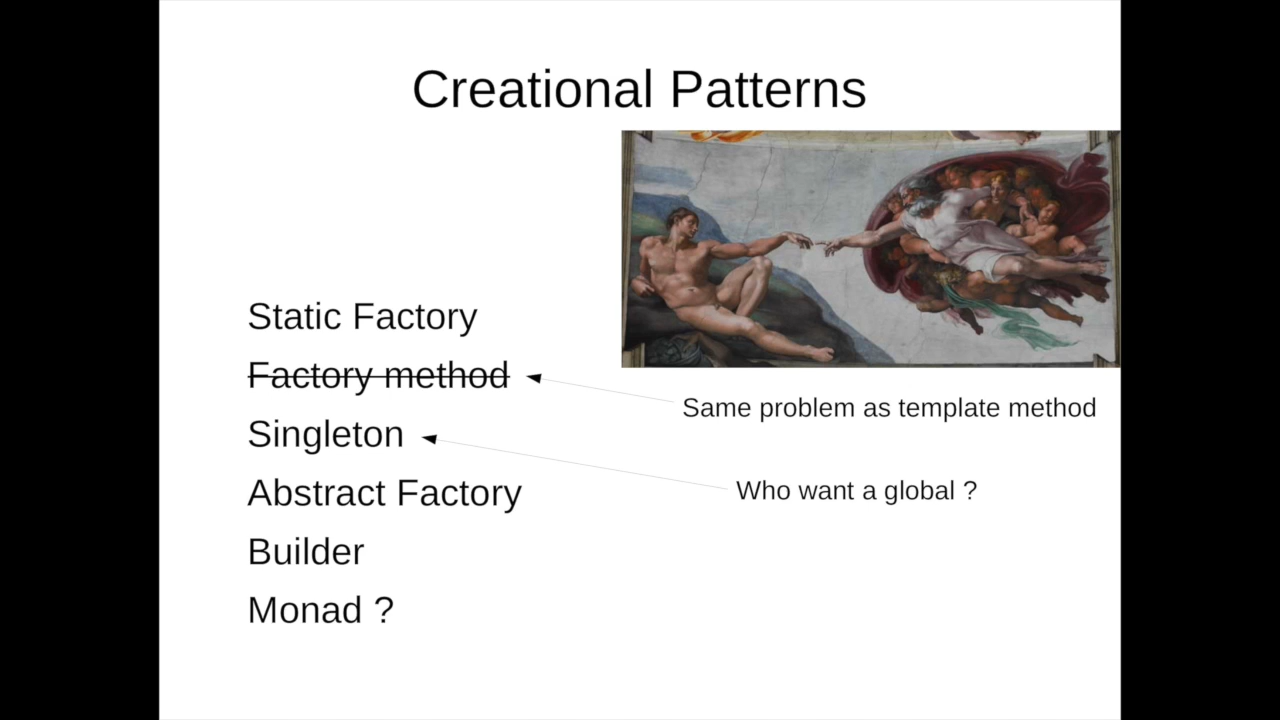 Creational Patterns
Static Factory
Factory method
Same problem as template method
Singleton
Who want a global ?
Abstract Factory
Builder
Monad ?